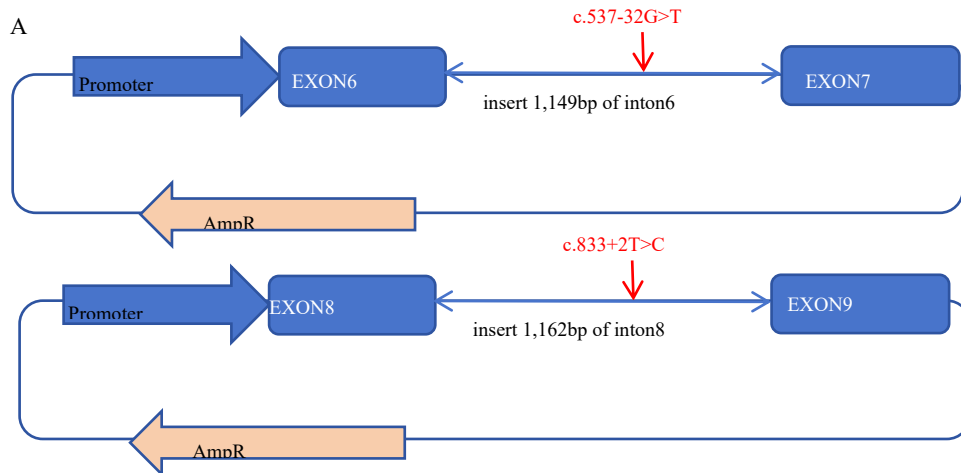 A
c.537-32G>T
Promoter
EXON6
EXON7
insert 1,149bp of inton6
AmpR
c.833+2T>C
Promoter
EXON8
EXON9
insert 1,162bp of inton8
AmpR